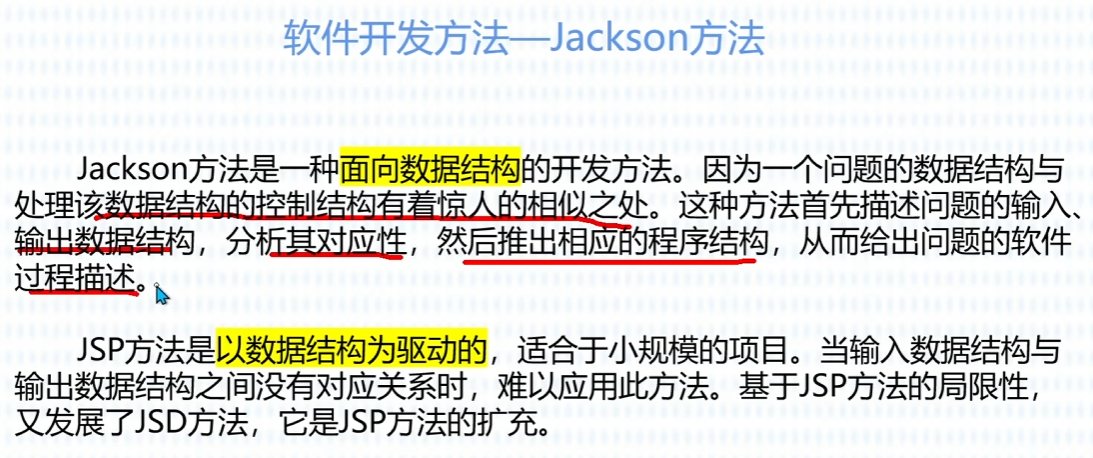 软件开发方法—Jackson方法
Jackson方法是一种面向数据结构的开发方法。因为一个问题的数据结构与
处理该数据结构的控制结构有着惊人的相似之处。这种方法首先描述问题的输入、
输出数据结构，分析其对应性，然后推出相应的程序结构，从而给出问题的软件
过程描述。
JSP方法是以数据结构为驱动的，适合于小规模的项目。当输入数据结构与
输出数据结构之间没有对应关系时，难以应用此方法。基于JSP方法的局限性，
又发展了JSD方法，它是JSP方法的扩充。